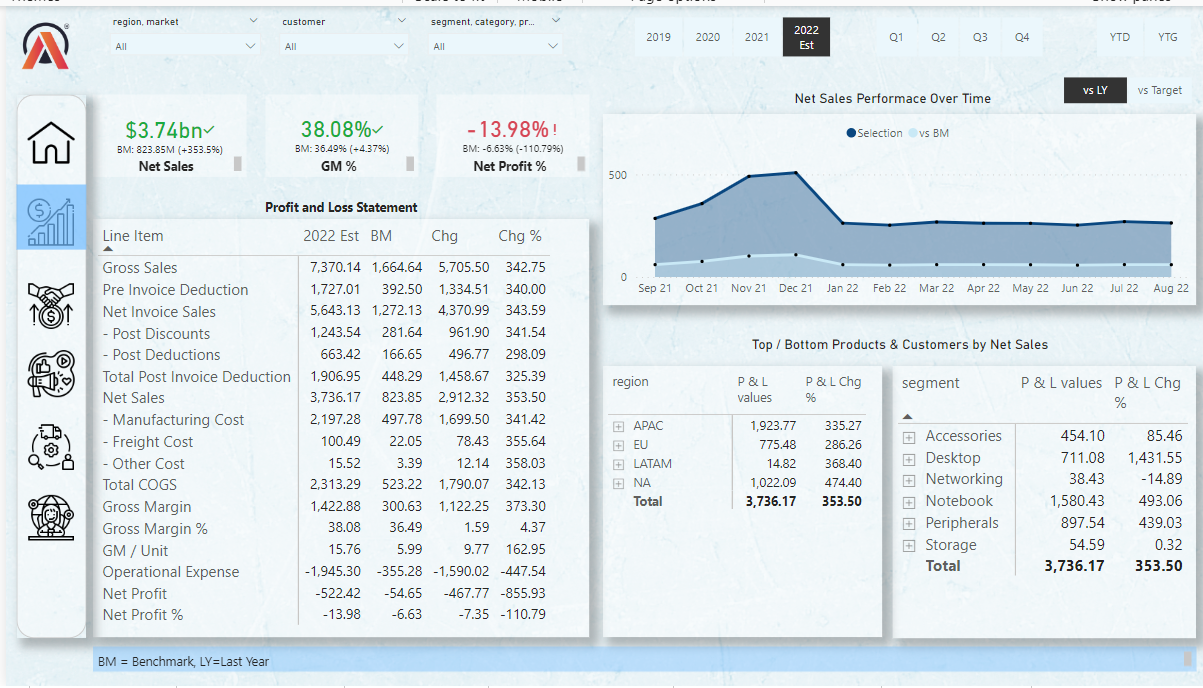 Themes Scale to fit Mobile Page options Show panes
region, market
All
customer
All
segment, category, pr...
All
2019 2020 2021 2022 Est
Q1 Q2 Q3 Q4
YTD YTG
vs LY vs Target
$3.74bn
BM: 823.85M (+353.5%)
Net Sales
38.08%
BM: 36.49% (+4.37%)
GM %
-13.98% !
BM: -6.63% (-110.79%)
Net Profit %
Net Sales Performace Over Time
Selection vs BM
500
0
Sep 21 Oct 21 Nov 21 Dec 21 Jan 22 Feb 22 Mar 22 Apr 22 May 22 Jun 22 Jul 22 Aug 22
Profit and Loss Statement
Line Item 2022 Est BM Chg Chg %
Gross Sales 7,370.14 1,664.64 5,705.50 342.75
Pre Invoice Deduction 1,727.01 392.50 1,334.51 340.00
Net Invoice Sales 5,643.13 1,272.13 4,370.99 343.59
- Post Discounts 1,243.54 281.64 961.90 341.54
- Post Deductions 663.42 166.65 496.77 298.09
Total Post Invoice Deduction 1,906.95 448.29 1,458.67 325.39
Net Sales 3,736.17 823.85 2,912.32 353.50
- Manufacturing Cost 2,197.28 497.78 1,699.50 341.42
- Freight Cost 100.49 22.05 78.43 355.64
- Other Cost 15.52 3.39 12.14 358.03
Total COGS 2,313.29 523.22 1,790.07 342.13
Gross Margin 1,422.88 300.63 1,122.25 373.30
Gross Margin % 38.08 36.49 1.59 4.37
GM / Unit 15.76 5.99 9.77 162.95
Operational Expense -1,945.30 -355.28 -1,590.02 -447.54
Net Profit -522.42 -54.65 -467.77 -855.93
Net Profit % -13.98 -6.63 -7.35 -110.79
Top / Bottom Products & Customers by Net Sales
region P & L values P & L Chg %
APAC 1,923.77 335.27
EU 775.48 286.26
LATAM 14.82 368.40
NA 1,022.09 474.40
Total 3,736.17 353.50
segment P & L values P & L Chg %
Accessories 454.10 85.46
Desktop 711.08 1,431.55
Networking 38.43 -14.89
Notebook 1,580.43 493.06
Peripherals 897.54 439.03
Storage 54.59 0.32
Total 3,736.17 353.50
BM = Benchmark, LY=Last Year